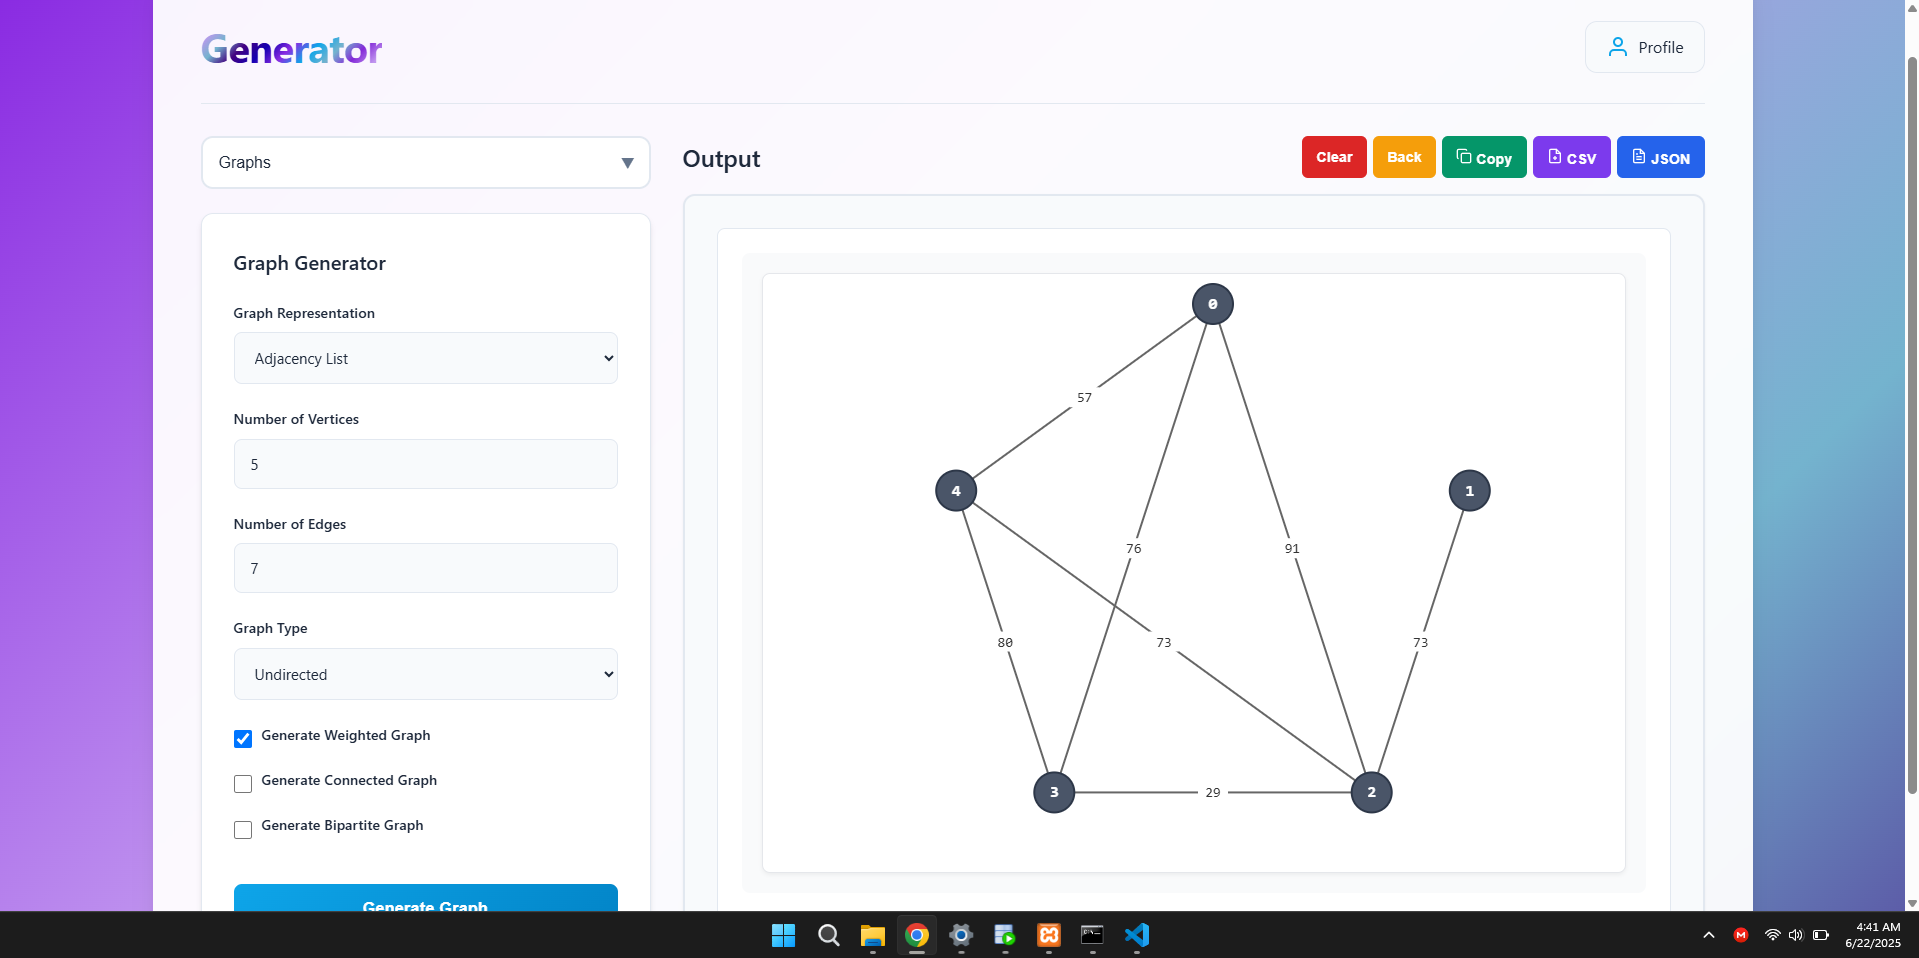 Generator
Profile
Graphs
Output
Clear
Back
Copy
CSV
JSON
Graph Generator
Graph Representation
Adjacency List
Number of Vertices
5
Number of Edges
7
Graph Type
Undirected
Generate Weighted Graph
Generate Connected Graph
Generate Bipartite Graph
Generate Graph
0
57
4
1
76
91
80
73
73
3
29
2
4:41 AM
6/22/2025